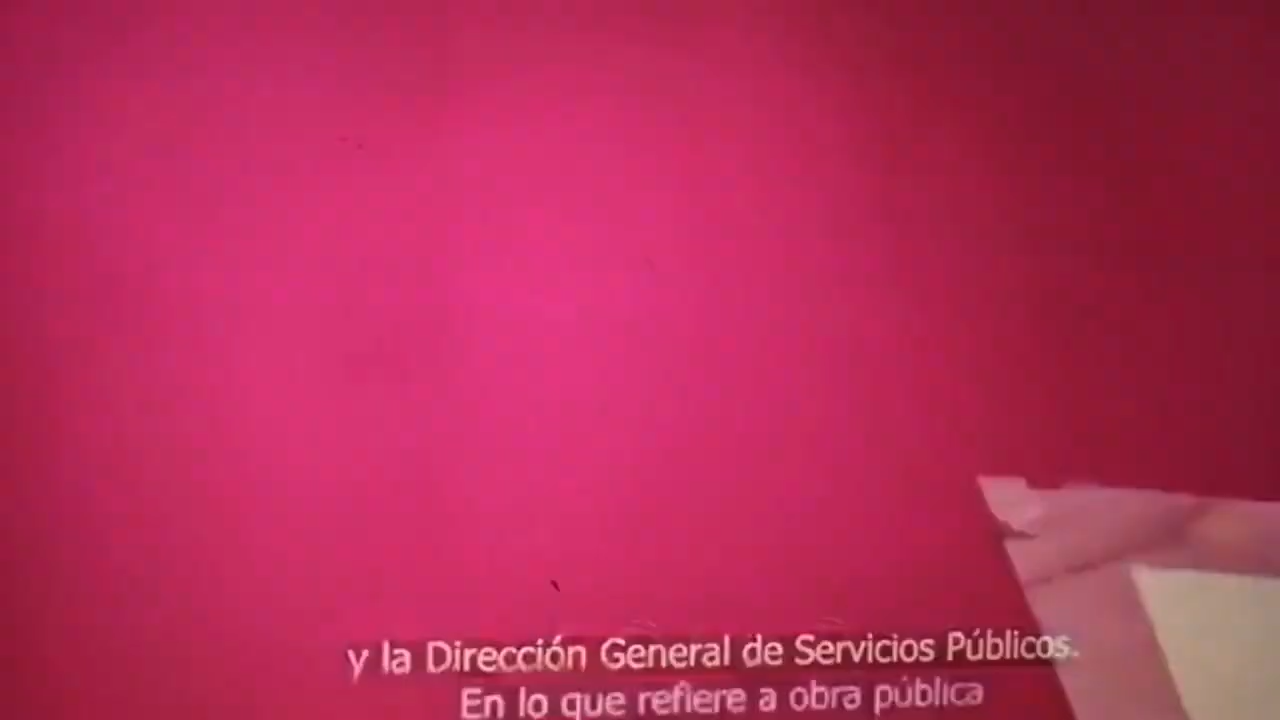 y la Dirección General de Servicios Públicos.
En lo que refiere a obra pública